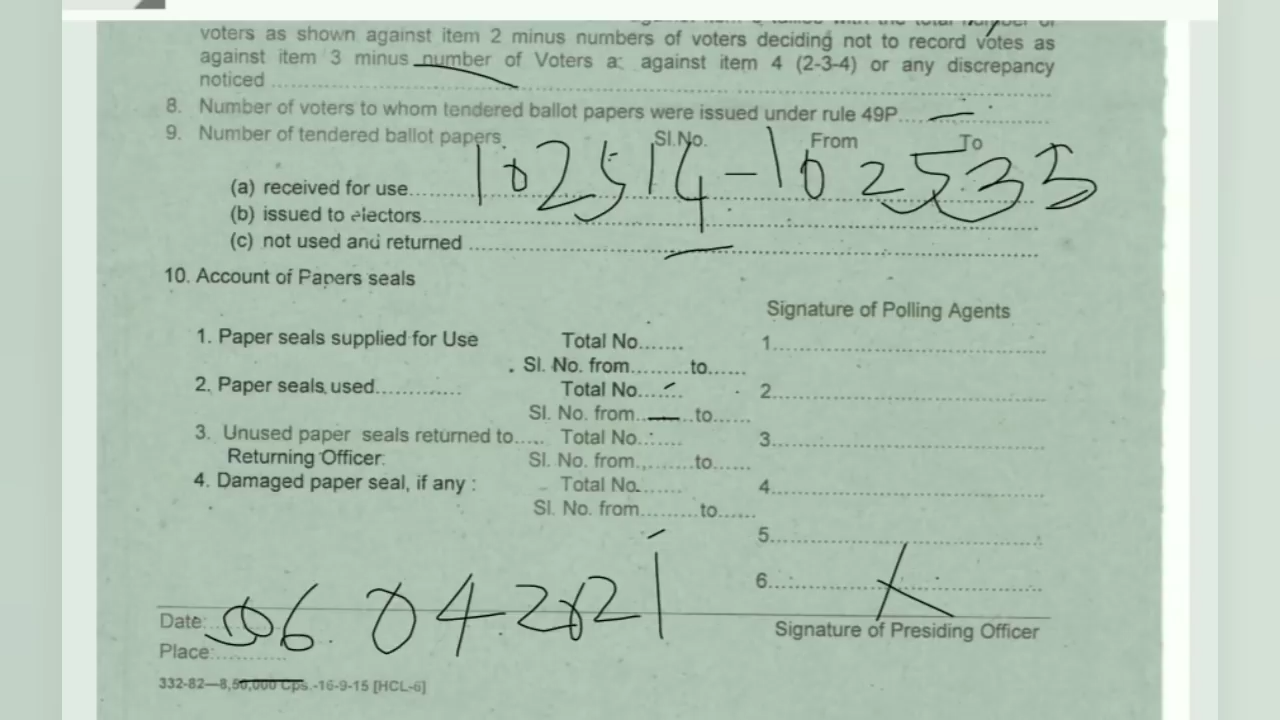 voters as shown against item 2 minus numbers of voters deciding not to record votes as
against item 3 minus number of Voters a: against item 4 (2-3-4) or any discrepancy
noticed
8. Number of voters to whom tendered ballot papers were issued under rule 49P.... –
9. Number of tendered ballot papers Sl.No. From To
(a) received for use... 102514-102533
(b) issued to electors...
(c) not used and returned ... —
10. Account of Papers seals
Signature of Polling Agents
1. Paper seals supplied for Use Total No....... 1...
Sl. No. from.........to......
2. Paper seals used............. Total No....... 2...
Sl. No. from...—...to......
3. Unused paper seals returned to..... Total No....... 3...
Returning Officer. Sl. No. from.........to......
4. Damaged paper seal, if any : Total No....... 4...
Sl. No. from.........to......
5...
6...
Date: 06.04.2021
Signature of Presiding Officer
Place:...........
332-82—8,50,000 Cps.-16-9-15 [HCL-6]